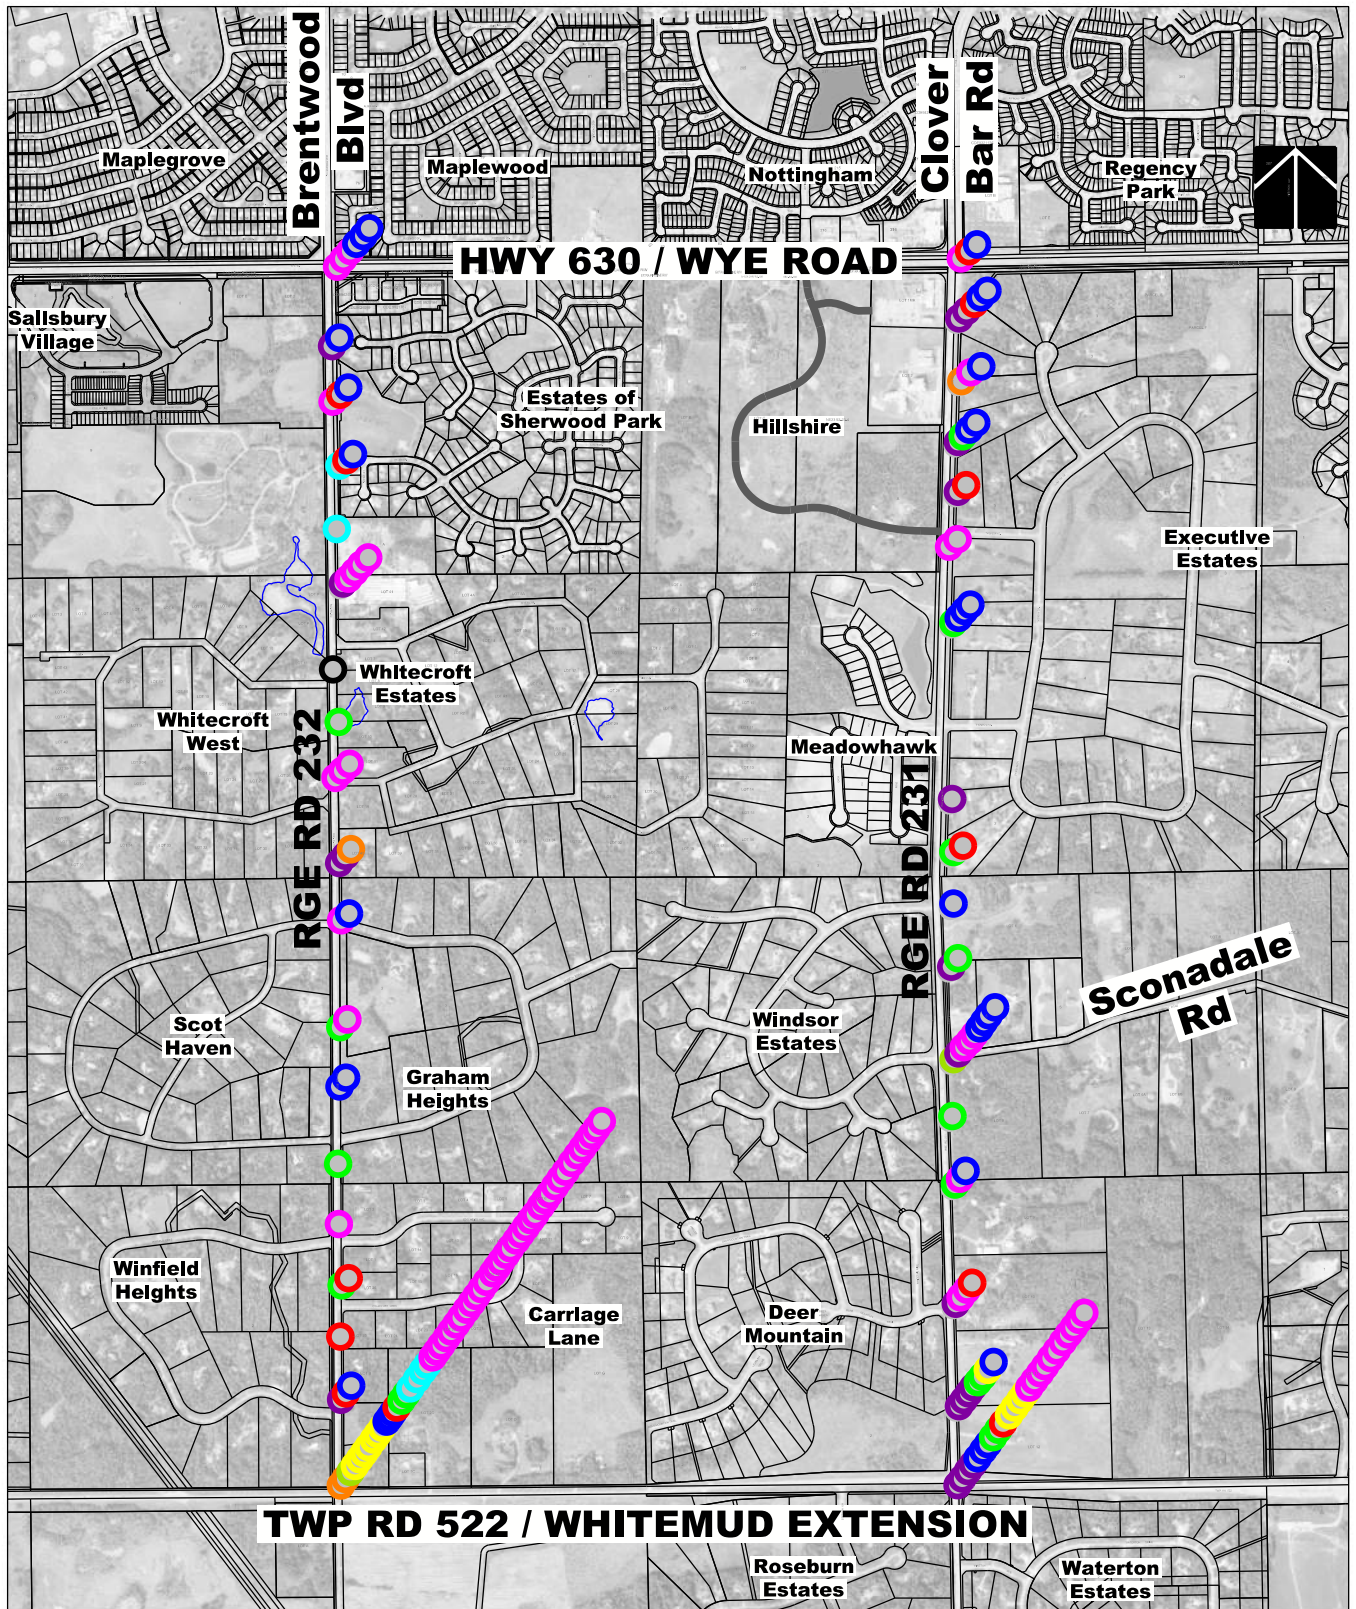 Brentwood
Blvd
Clover
Bar Rd
Maplegrove
Maplewood
Nottingham
Regency
Park
HWY 630 / WYE ROAD
Salisbury
Village
Estates of
Sherwood Park
Hillshire
Executive
Estates
Whitecroft
Estates
Whitecroft
West
RGE RD 232
Meadowhawk
RGE RD 231
Sconadale
Rd
Scot
Haven
Windsor
Estates
Graham
Heights
Winfield
Heights
Carriage
Lane
Deer
Mountain
TWP RD 522 / WHITEMUD EXTENSION
Roseburn
Estates
Waterton
Estates